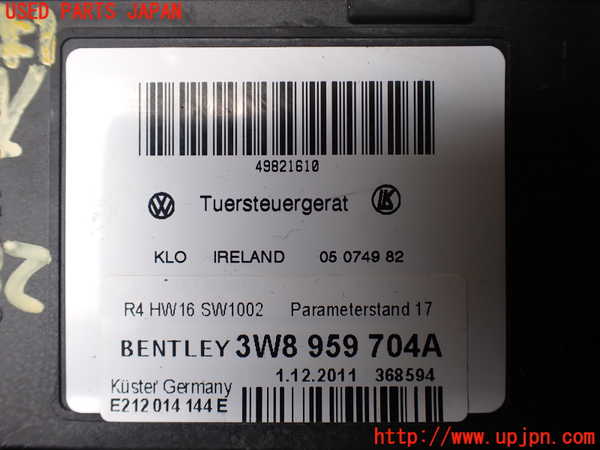 USED PARTS JAPAN
49821610
Tuersteuergerat LK
KLO IRELAND 05 0749 82
R4 HW16 SW1002 Parameterstand 17
BENTLEY 3W8 959 704A
1.12.2011 368594
Küster Germany
E212 014 144 E
http://www.upjpn.com